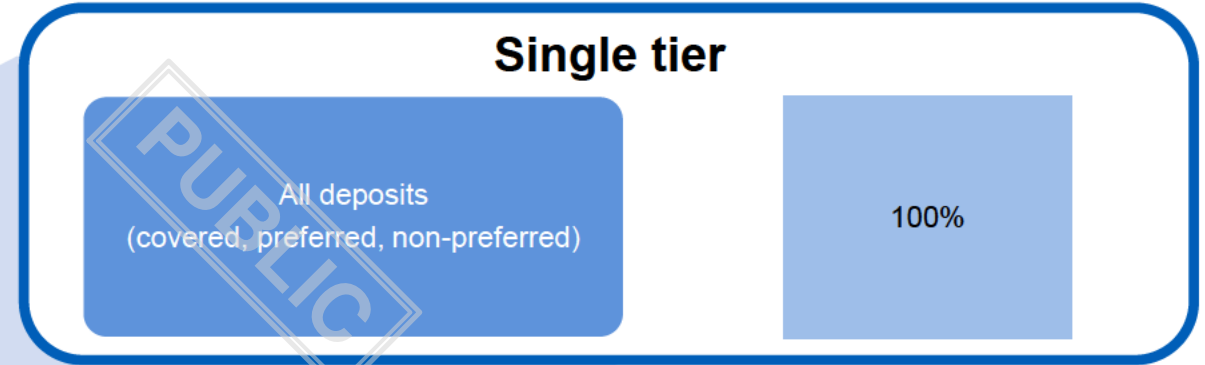 Single tier
All deposits
(covered, preferred, non-preferred)
100%
PUBLIC